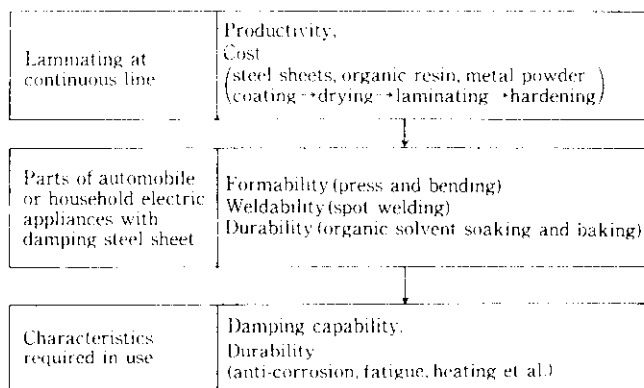 Laminating at
continuous line
Productivity,
Cost
(steel sheets, organic resin, metal powder
coating→drying→laminating→hardening)
Parts of automobile
or household electric
appliances with
damping steel sheet
Formability (press and bending)
Weldability (spot welding)
Durability (organic solvent soaking and baking)
Characteristics
required in use
Damping capability,
Durability
(anti-corrosion, fatigue, heating et al.)